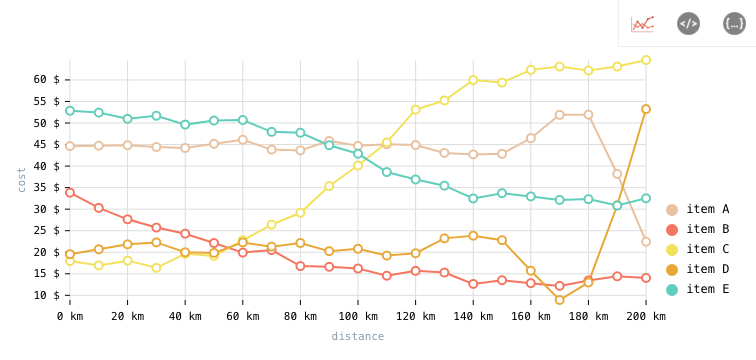 </>
{...}
60 $
55 $
50 $
45 $
40 $
35 $
30 $
25 $
20 $
15 $
10 $
cost
0 km 20 km 40 km 60 km 80 km 100 km 120 km 140 km 160 km 180 km 200 km
distance
item A
item B
item C
item D
item E